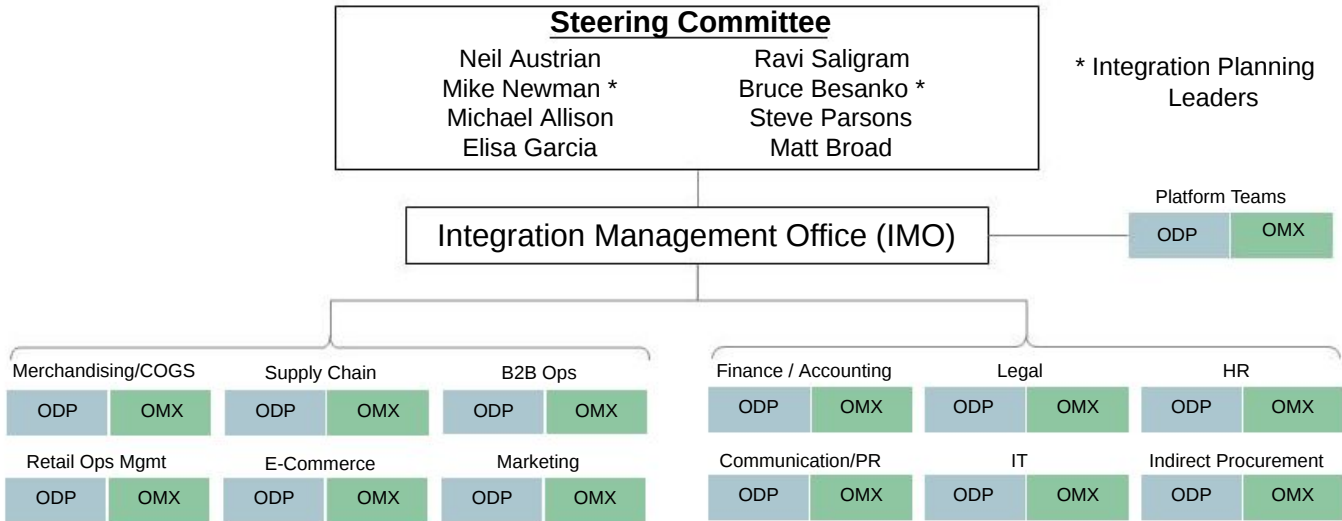 Steering Committee
Neil Austrian Ravi Saligram
Mike Newman * Bruce Besanko *
Michael Allison Steve Parsons
Elisa Garcia Matt Broad
* Integration Planning
Leaders
Platform Teams
ODP OMX
Integration Management Office (IMO)
Merchandising/COGS Supply Chain B2B Ops
ODP OMX ODP OMX ODP OMX
Retail Ops Mgmt E-Commerce Marketing
ODP OMX ODP OMX ODP OMX
Finance / Accounting Legal HR
ODP OMX ODP OMX ODP OMX
Communication/PR IT Indirect Procurement
ODP OMX ODP OMX ODP OMX